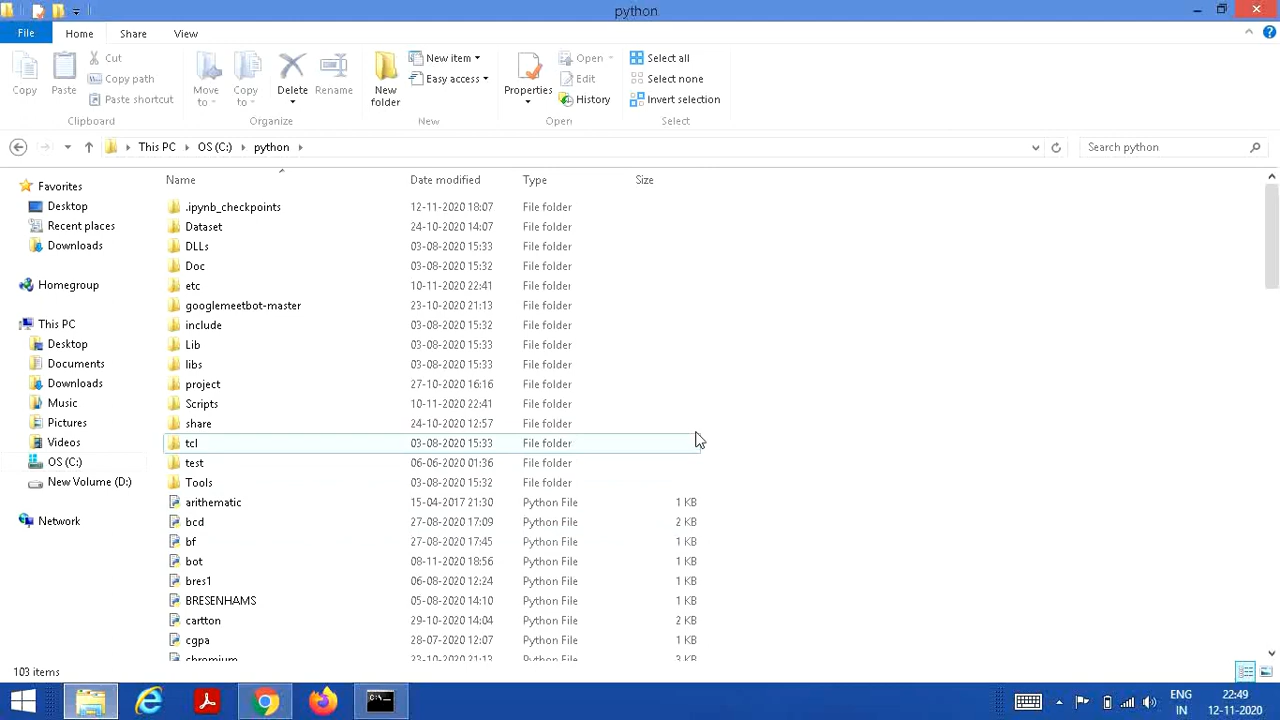 python
File Home Share View
Copy Paste Cut Copy path Paste shortcut Move to Copy to Delete Rename New folder New item Easy access Properties Open Edit History Select all Select none Invert selection
Clipboard Organize New Open Select
This PC OS (C:) python Search python
Name Date modified Type Size
Favorites
Desktop
Recent places
Downloads
Homegroup
This PC
Desktop
Documents
Downloads
Music
Pictures
Videos
OS (C:)
New Volume (D:)
Network
.ipynb_checkpoints 12-11-2020 18:07 File folder
Dataset 24-10-2020 14:07 File folder
DLLs 03-08-2020 15:33 File folder
Doc 03-08-2020 15:32 File folder
etc 10-11-2020 22:41 File folder
googlemeetbot-master 23-10-2020 21:13 File folder
include 03-08-2020 15:32 File folder
Lib 03-08-2020 15:33 File folder
libs 03-08-2020 15:33 File folder
project 27-10-2020 16:16 File folder
Scripts 10-11-2020 22:41 File folder
share 24-10-2020 12:57 File folder
tcl 03-08-2020 15:33 File folder
test 06-06-2020 01:36 File folder
Tools 03-08-2020 15:32 File folder
arithematic 15-04-2017 21:30 Python File 1 KB
bcd 27-08-2020 17:09 Python File 2 KB
bf 27-08-2020 17:45 Python File 1 KB
bot 08-11-2020 18:56 Python File 1 KB
bres1 06-08-2020 12:24 Python File 1 KB
BRESENHAMS 05-08-2020 14:10 Python File 1 KB
cartton 29-10-2020 14:04 Python File 2 KB
cgpa 28-07-2020 12:07 Python File 1 KB
chromium 23-10-2020 21:13 Python File 3 KB
103 items
ENG 22:49
IN 12-11-2020